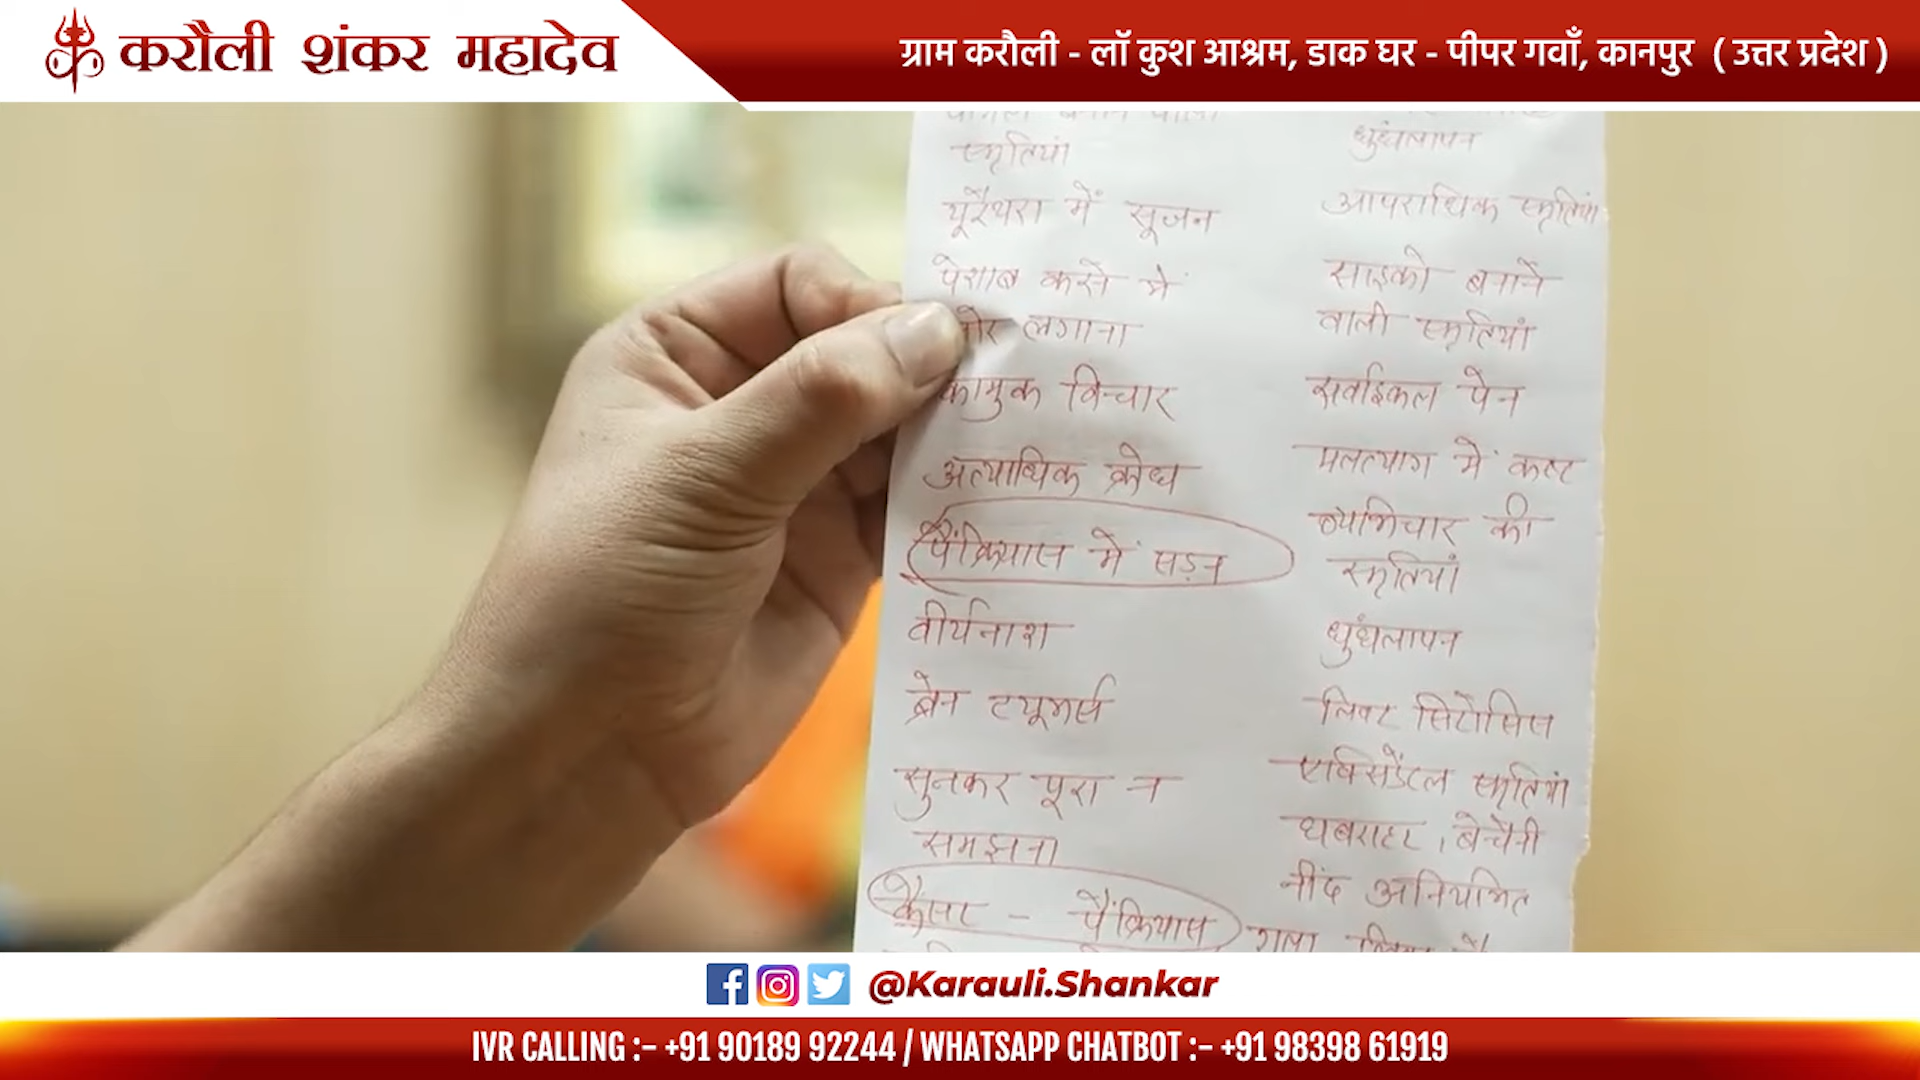 करौली शंकर महादेव
ग्राम करौली - लॉ कुश आश्रम, डाक घर - पीपर गवाँ, कानपुर ( उत्तर प्रदेश )
स्मृतियां
यूरैथरा में सूजन
पेशाब करने में
लगाना
कामुक विचार
अत्याधिक क्रोध
पैंक्रियास में सड़न
वीर्यनाश
ब्रेन ट्यूमर्स
सुनकर पूरा न
समझना
कैंसर - पैंक्रियास
धुंधलापन
आपराधिक स्मृतियां
साइको बनाने
वाली स्मृतियां
सर्वाइकल पेन
मलत्याग में कष्ट
व्याभिचार की
स्मृतियां
धुंधलापन
सिरोसिस
एक्सिडेंटल स्मृतियां
घबराहट, बेचैनी
नींद अनियमित
@Karauli.Shankar
IVR CALLING :- +91 90189 92244 / WHATSAPP CHATBOT :- +91 98398 61919